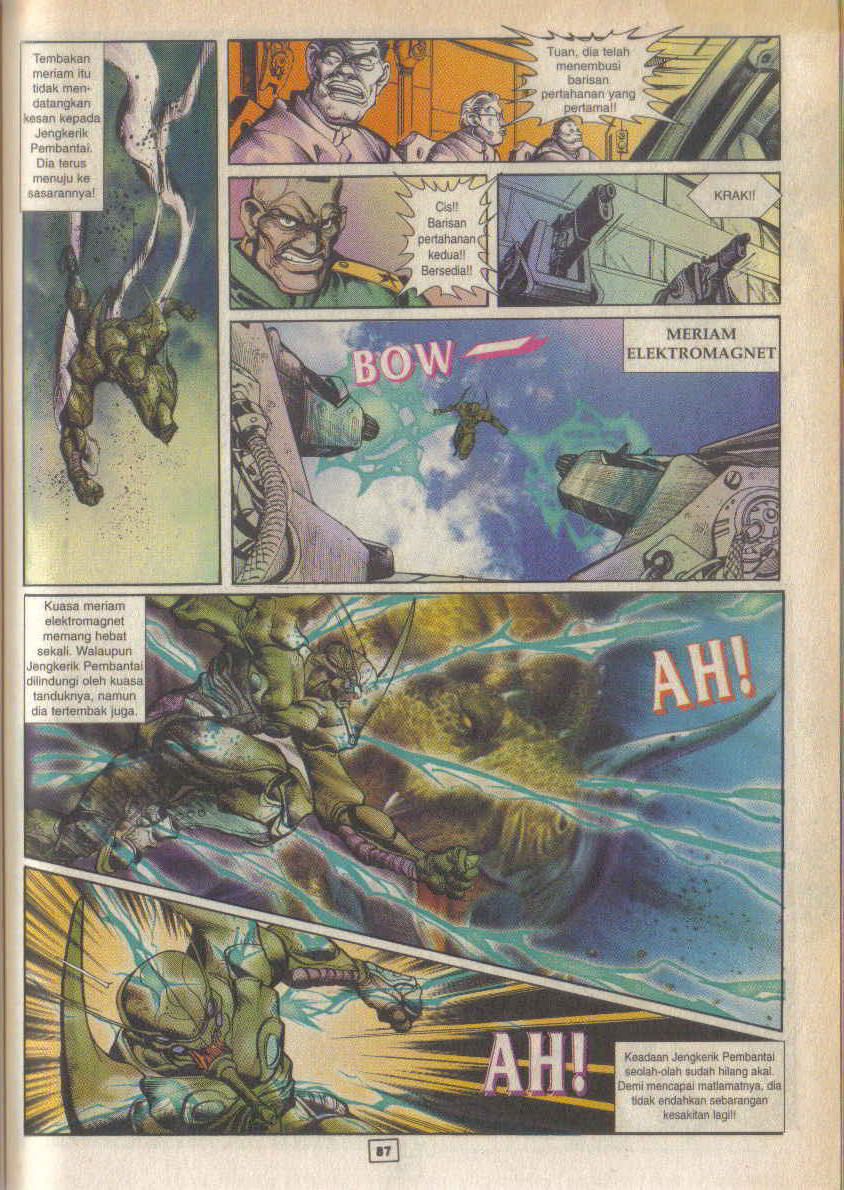 Tembakan
meriam itu
tidak men-
datangkan
kesan kepada
Jengkerik
Pembantai.
Dia terus
menuju ke
sasarannya!
Tuan, dia telah
menembusi
barisan
pertahanan yang
pertama!!
Cis!!
Barisan
pertahanan
kedua!!
Bersedia!!
KRAK!!
MERIAM
ELEKTROMAGNET
BOW
Kuasa meriam
elektromagnet
memang hebat
sekali. Walaupun
Jengkerik Pembantai
dilindungi oleh kuasa
tanduknya, namun
dia tertembak juga.
AH!
AH!
Keadaan Jengkerik Pembantai
seolah-olah sudah hilang akal.
Demi mencapai matlamatnya, dia
tidak endahkan sebarangan
kesakitan lagi!!
87